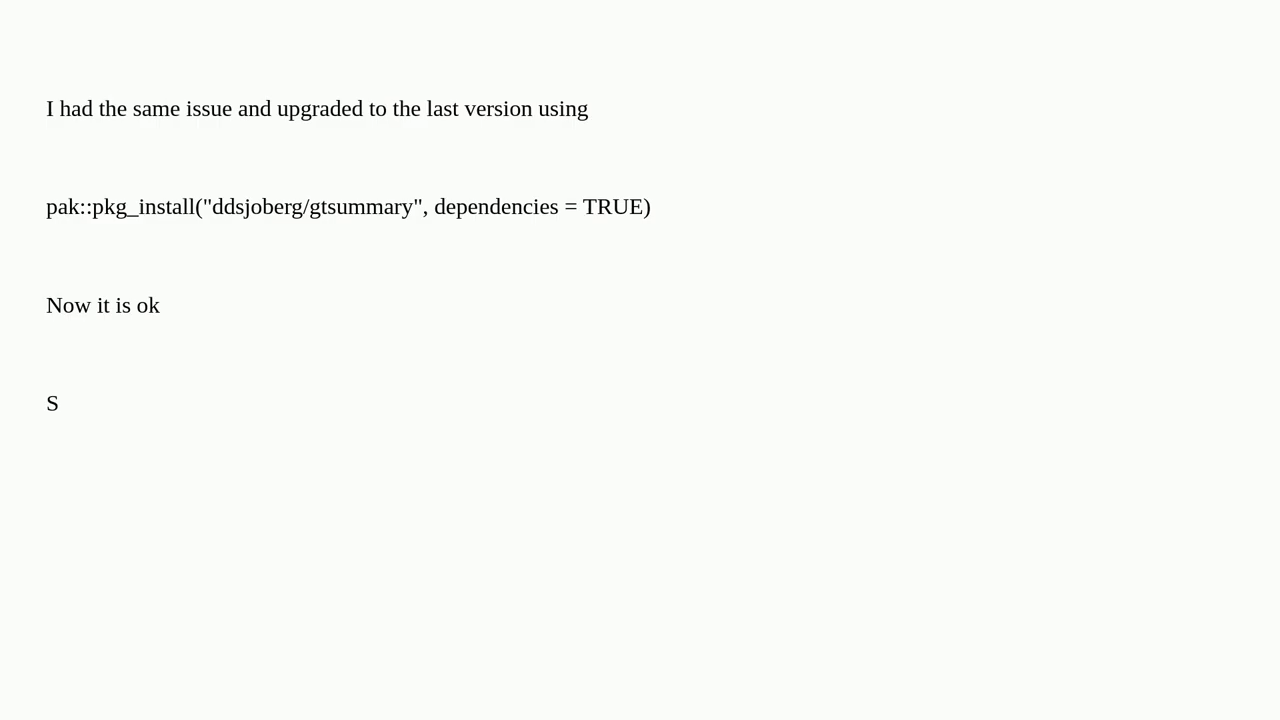 I had the same issue and upgraded to the last version using
pak::pkg_install("ddsjoberg/gtsummary", dependencies = TRUE)
Now it is ok
S